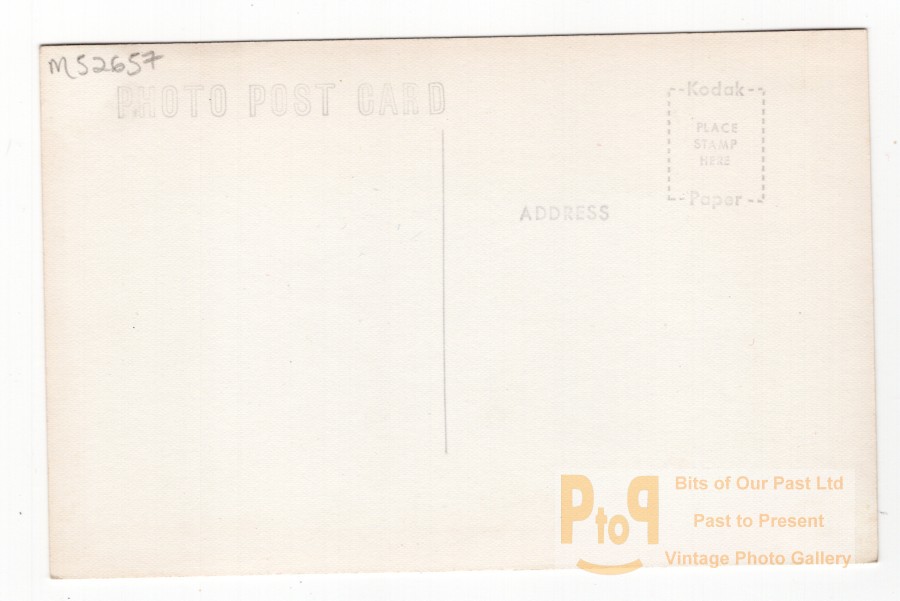 M52657
PHOTO POST CARD
Kodak
PLACE
STAMP
HERE
Paper
ADDRESS
PtoP
Bits of Our Past Ltd
Past to Present
Vintage Photo Gallery